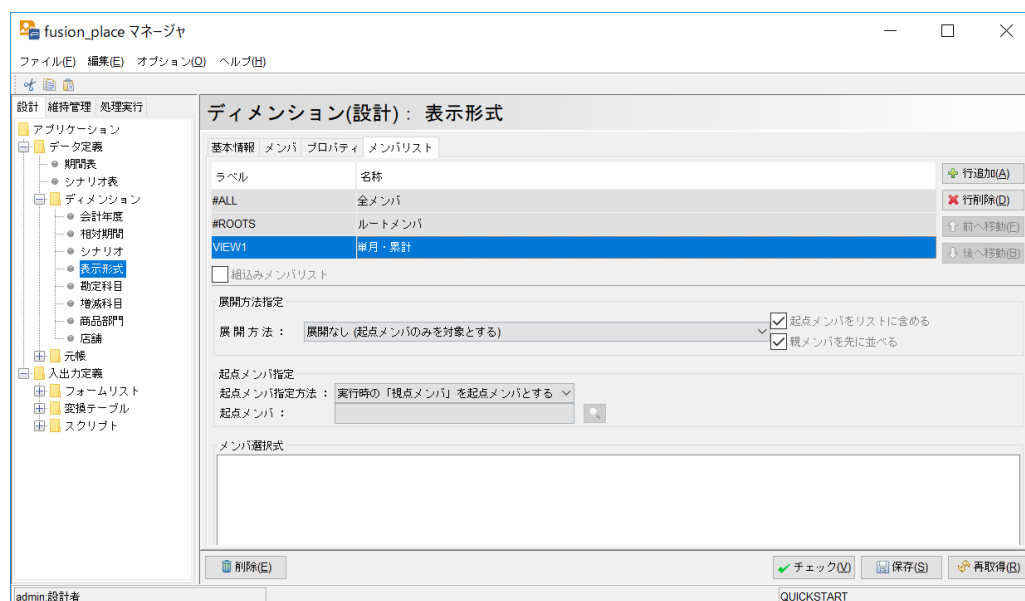 fusion_place マネージャ
ファイル(F) 編集(E) オプション(O) ヘルプ(H)
設計 維持管理 処理実行
アプリケーション
データ定義
期間表
シナリオ表
ディメンション
会計年度
相対期間
シナリオ
表示形式
勘定科目
増減科目
商品部門
店舗
元帳
入出力定義
フォームリスト
変換テーブル
スクリプト
ディメンション(設計)： 表示形式
基本情報 メンバ プロパティ メンバリスト
ラベル 名称
#ALL 全メンバ
#ROOTS ルートメンバ
VIEW1 単月・累計
行追加(A)
行削除(D)
前へ移動(F)
後へ移動(B)
組込みメンバリスト
展開方法指定
展開方法： 展開なし (起点メンバのみを対象とする)
起点メンバをリストに含める
親メンバを先に並べる
起点メンバ指定
起点メンバ指定方法： 実行時の「視点メンバ」を起点メンバとする
起点メンバ：
メンバ選択式
削除(E) チェック(V) 保存(S) 再取得(R)
admin:設計者 QUICKSTART